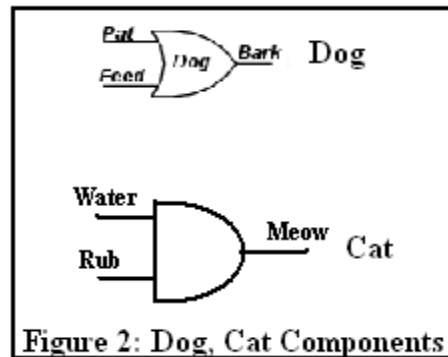 Pat
Dog Bark Dog
Feed
Water
Meow Cat
Rub
Figure 2: Dog, Cat Components